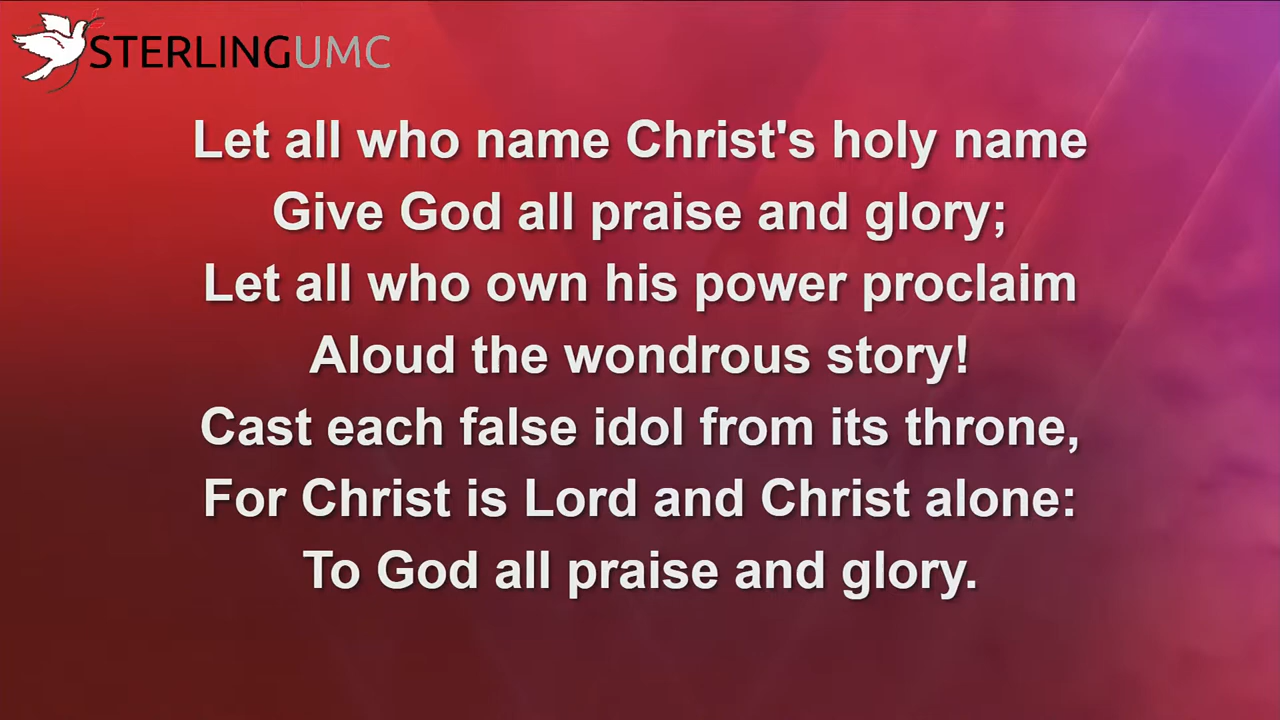 STERLINGUMC
Let all who name Christ's holy name
Give God all praise and glory;
Let all who own his power proclaim
Aloud the wondrous story!
Cast each false idol from its throne,
For Christ is Lord and Christ alone:
To God all praise and glory.